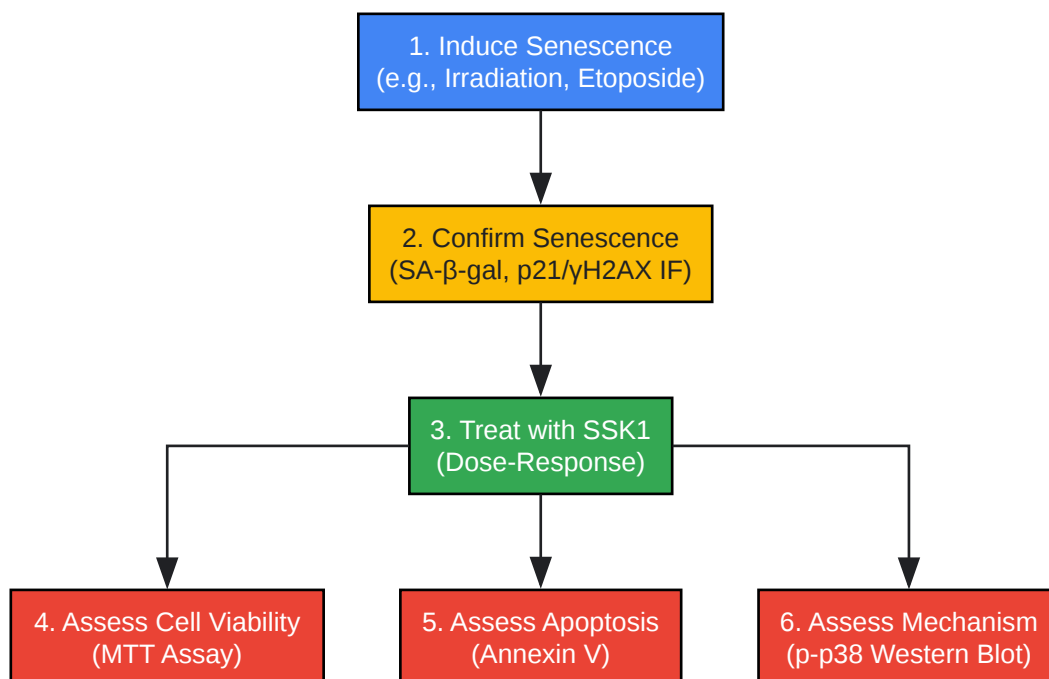 1. Induce Senescence
(e.g., Irradiation, Etoposide)
2. Confirm Senescence
(SA-β-gal, p21/γH2AX IF)
3. Treat with SSK1
(Dose-Response)
4. Assess Cell Viability
(MTT Assay)
5. Assess Apoptosis
(Annexin V)
6. Assess Mechanism
(p-p38 Western Blot)